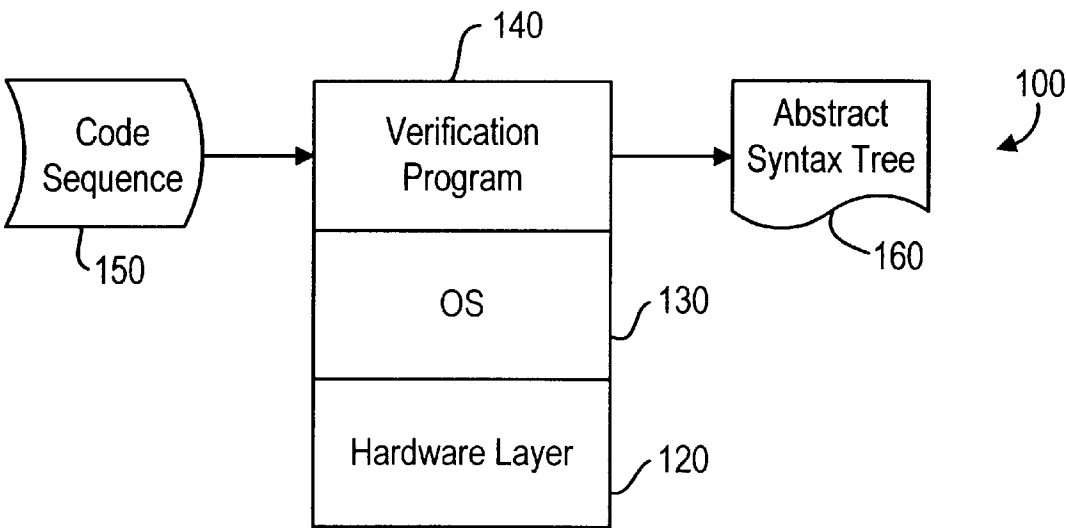 140
100
Code
Sequence
Verification
Program
Abstract
Syntax Tree
150
160
OS
130
Hardware Layer
120